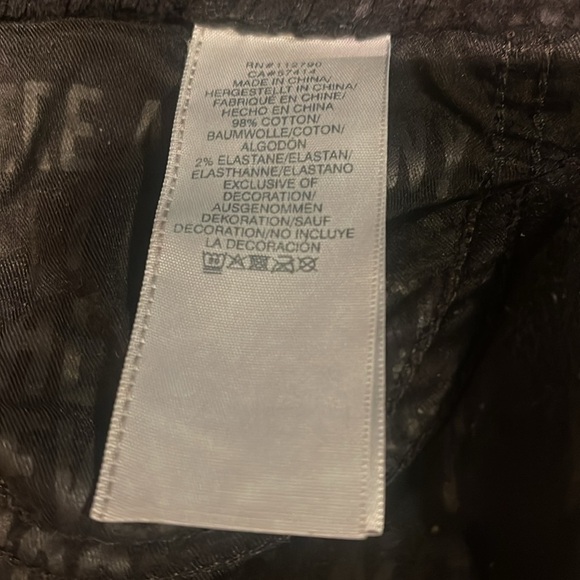 RN#112790
CA#57414
MADE IN CHINA/
HERGESTELLT IN CHINA/
FABRIQUÉ EN CHINE/
HECHO EN CHINA
98% COTTON/
BAUMWOLLE/COTON/
ALGODÓN
2% ELASTANE/ELASTAN/
ELASTHANNE/ELASTANO
EXCLUSIVE OF
DECORATION/
AUSGENOMMEN
DEKORATION/SAUF
DECORATION/NO INCLUYE
LA DECORACIÓN